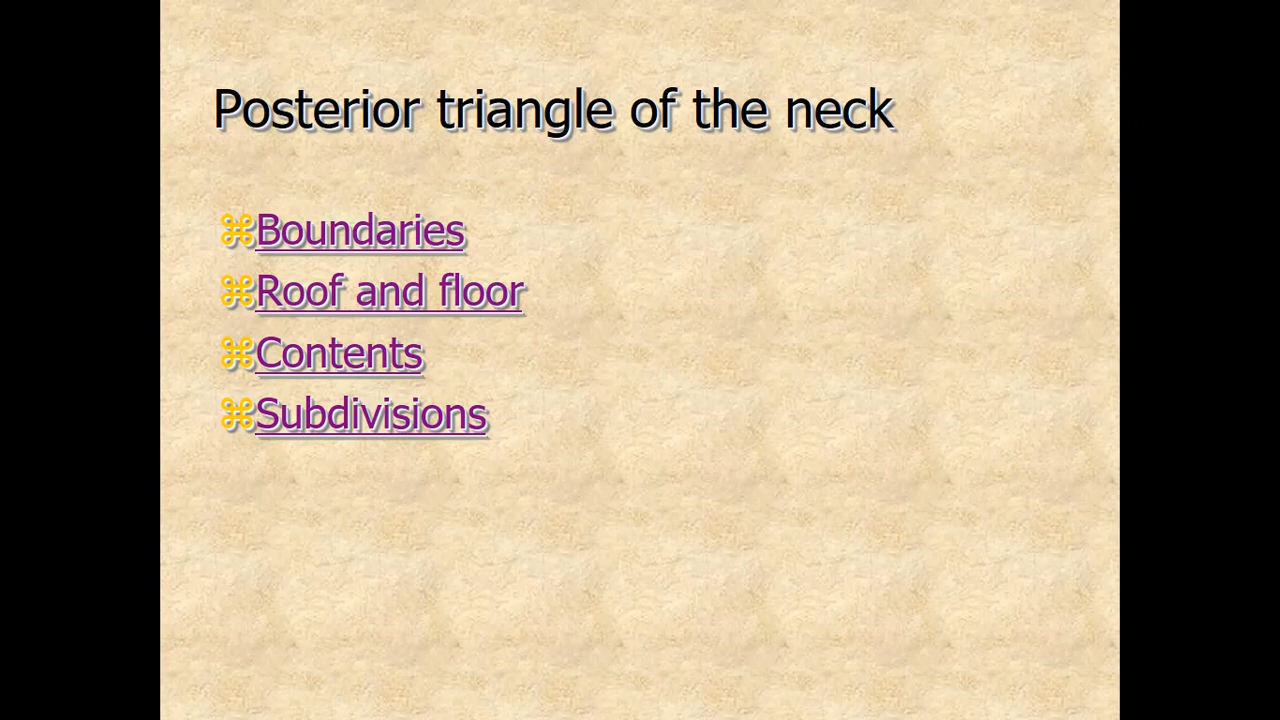 Posterior triangle of the neck
⌘Boundaries
⌘Roof and floor
⌘Contents
⌘Subdivisions